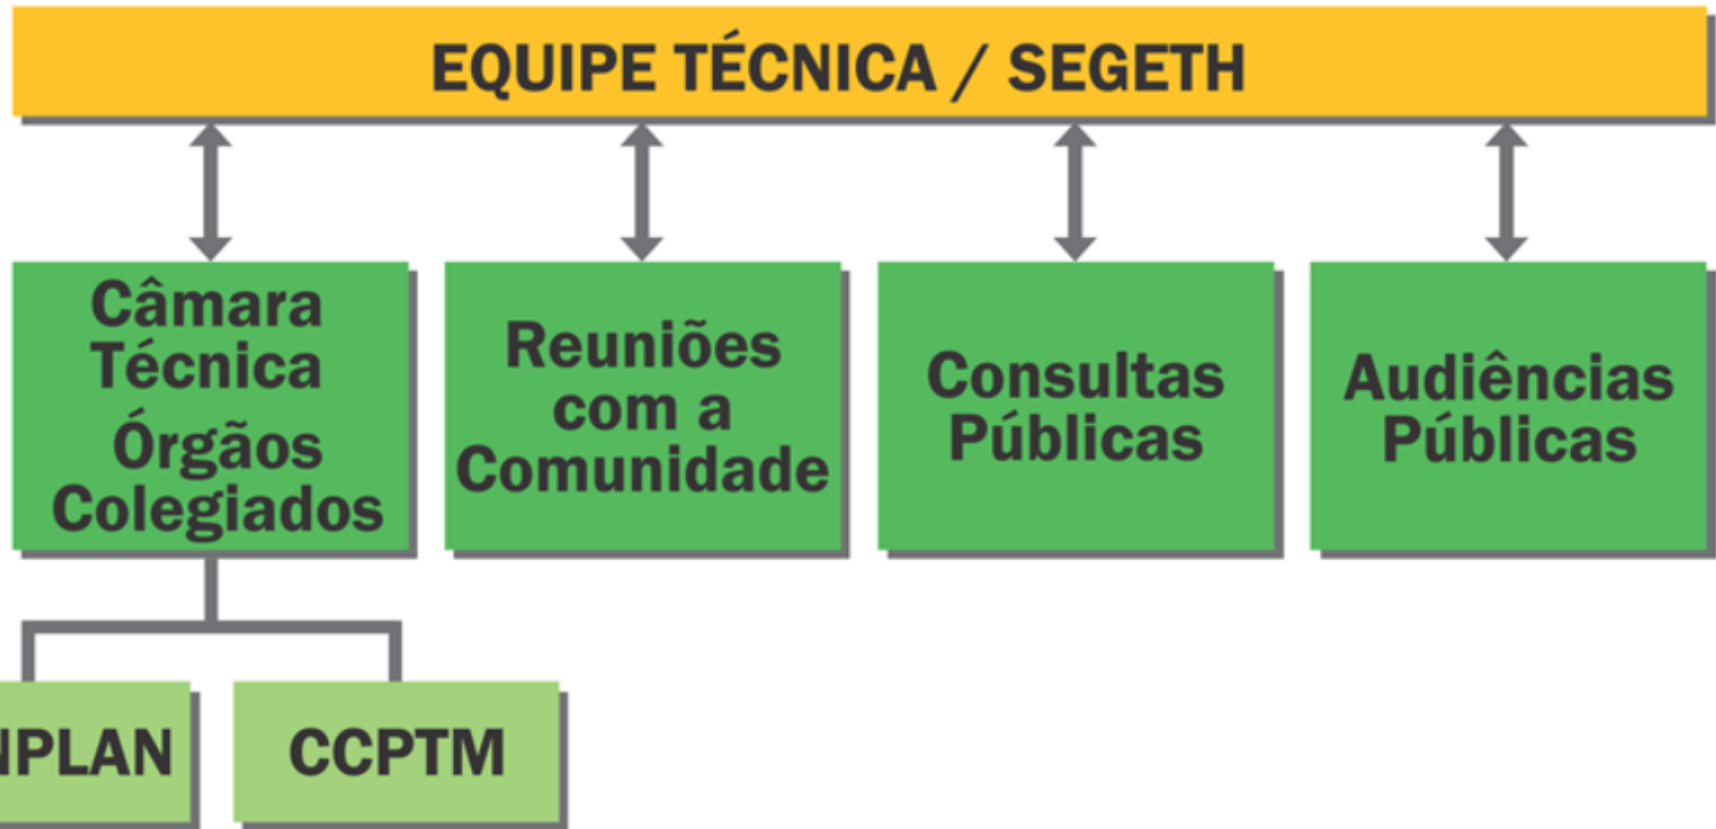 EQUIPE TÉCNICA / SEGETH
Câmara
Técnica
Órgãos
Colegiados
Reuniões
com a
Comunidade
Consultas
Públicas
Audiências
Públicas
CCPTM